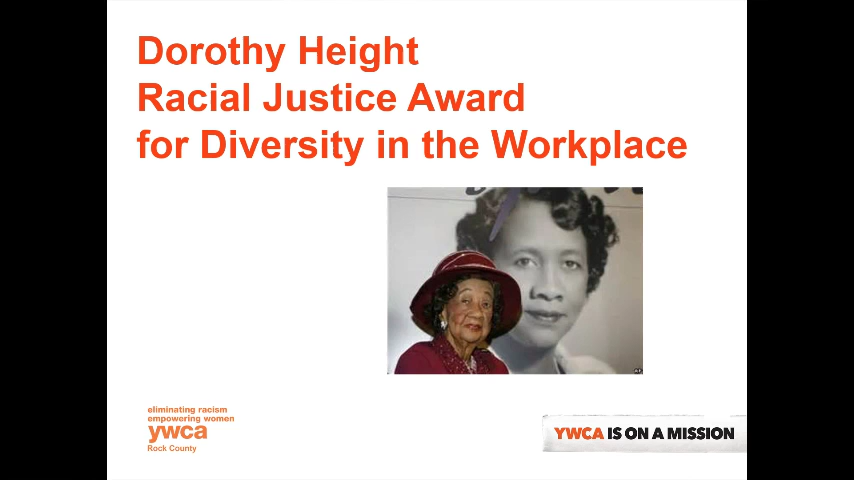 Dorothy Height
Racial Justice Award
for Diversity in the Workplace
eliminating racism
empowering women
ywca
Rock County
YWCA IS ON A MISSION